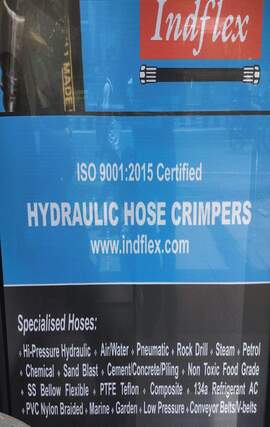 MADE
Indflex
ISO 9001:2015 Certified
HYDRAULIC HOSE CRIMPERS
www.indflex.com
Specialised Hoses:
+ Hi-Pressure Hydraulic + Air/Water + Pneumatic + Rock Drill + Steam + Petrol
+ Chemical + Sand Blast + Cement/Concrete/Piling + Non Toxic Food Grade
+ SS Bellow Flexible + PTFE Teflon + Composite + 134a Refrigerant AC
+ PVC Nylon Braided + Marine + Garden + Low Pressure + Conveyor Belts/V-belts